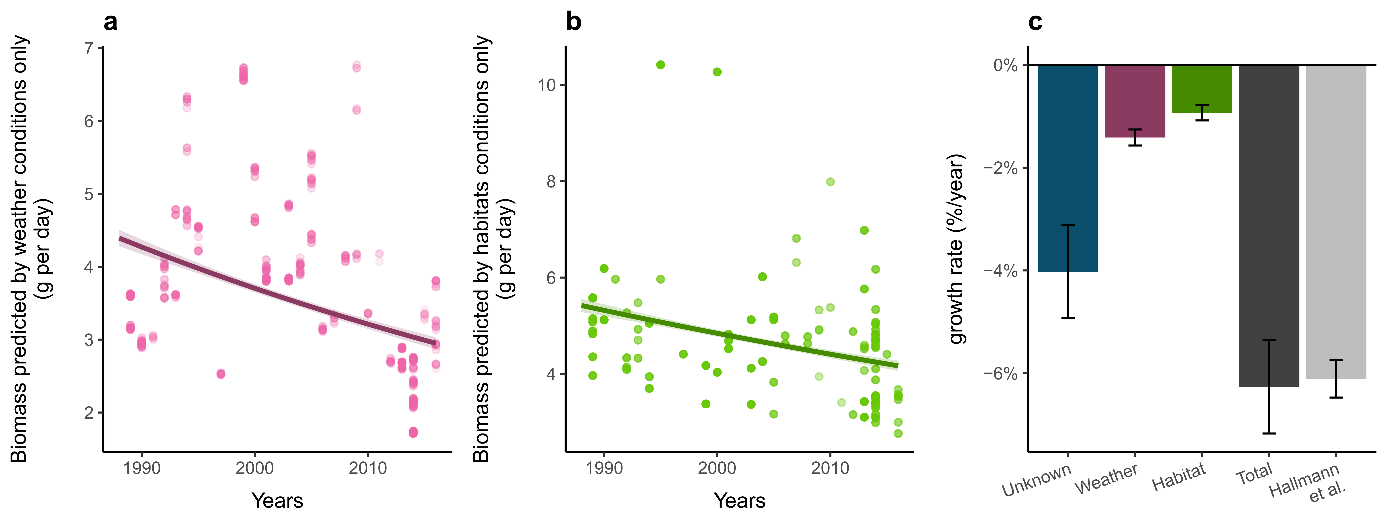 a
Biomass predicted by weather conditions only
(g per day)
7
6
5
4
3
2
1990
2000
2010
Years
b
Biomass predicted by habitats conditions only
(g per day)
10
8
6
4
1990
2000
2010
Years
c
growth rate (%/year)
0%
−2%
−4%
−6%
Unknown
Weather
Habitat
Total
Hallmann
et al.